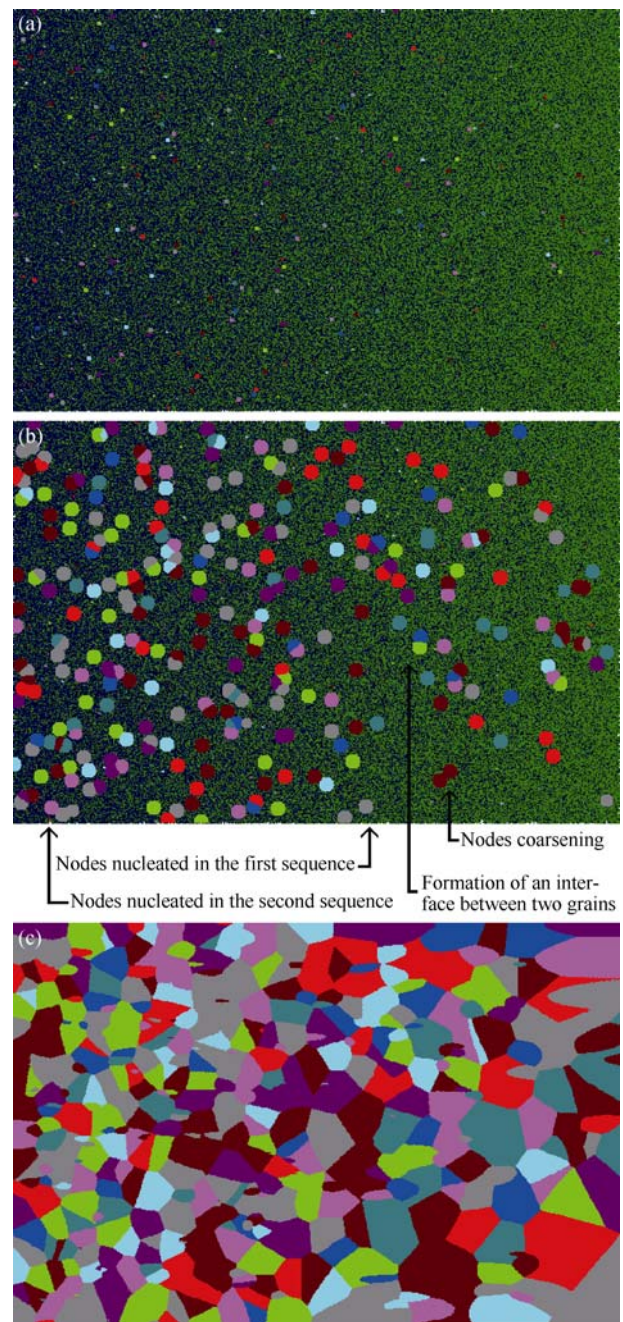 (a)
(b)
Nodes coarsening
Nodes nucleated in the first sequence
Formation of an inter-
face between two grains
Nodes nucleated in the second sequence
(c)